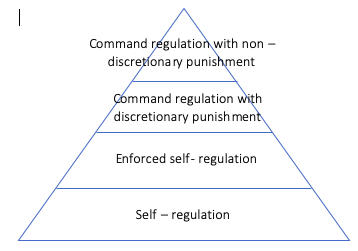 Command regulation with non –
discretionary punishment
Command regulation with
discretionary punishment
Enforced self- regulation
Self – regulation